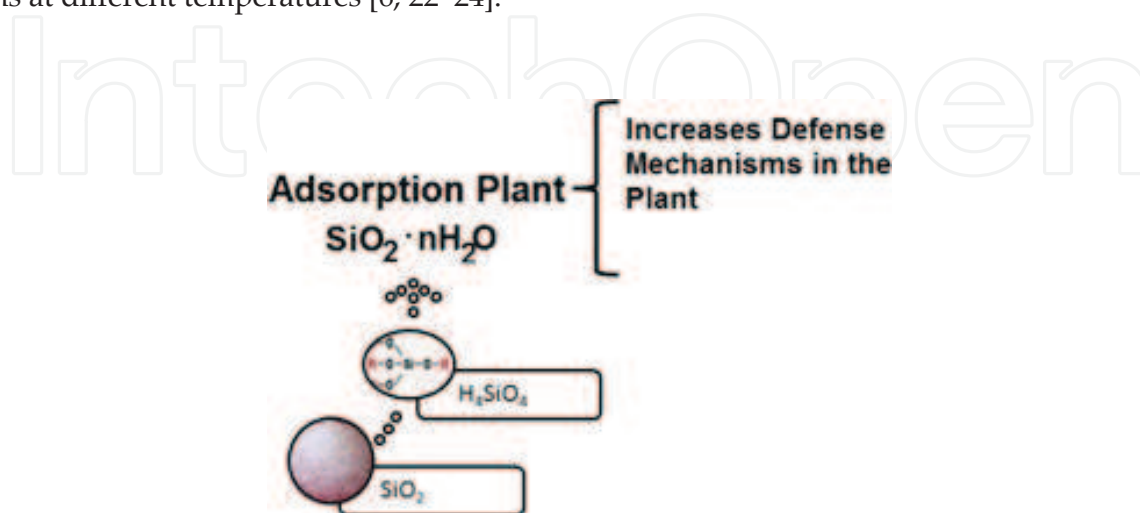 ns at different temperatures [6, 22–24].
IntechOpen
Increases Defense
Mechanisms in the
Plant
Adsorption Plant
SiO₂·nH₂O
H₄SiO₄
SiO₂